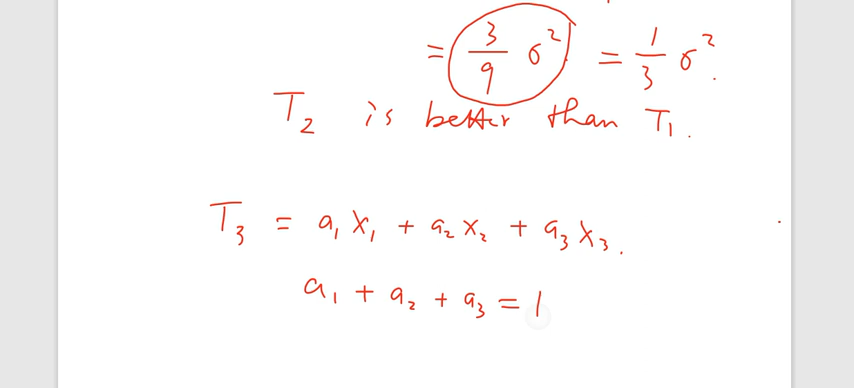 = 3/9 σ² = 1/3 σ².
T₂ is better than T₁.
T₃ = a₁X₁ + a₂X₂ + a₃X₃.
a₁ + a₂ + a₃ = 1